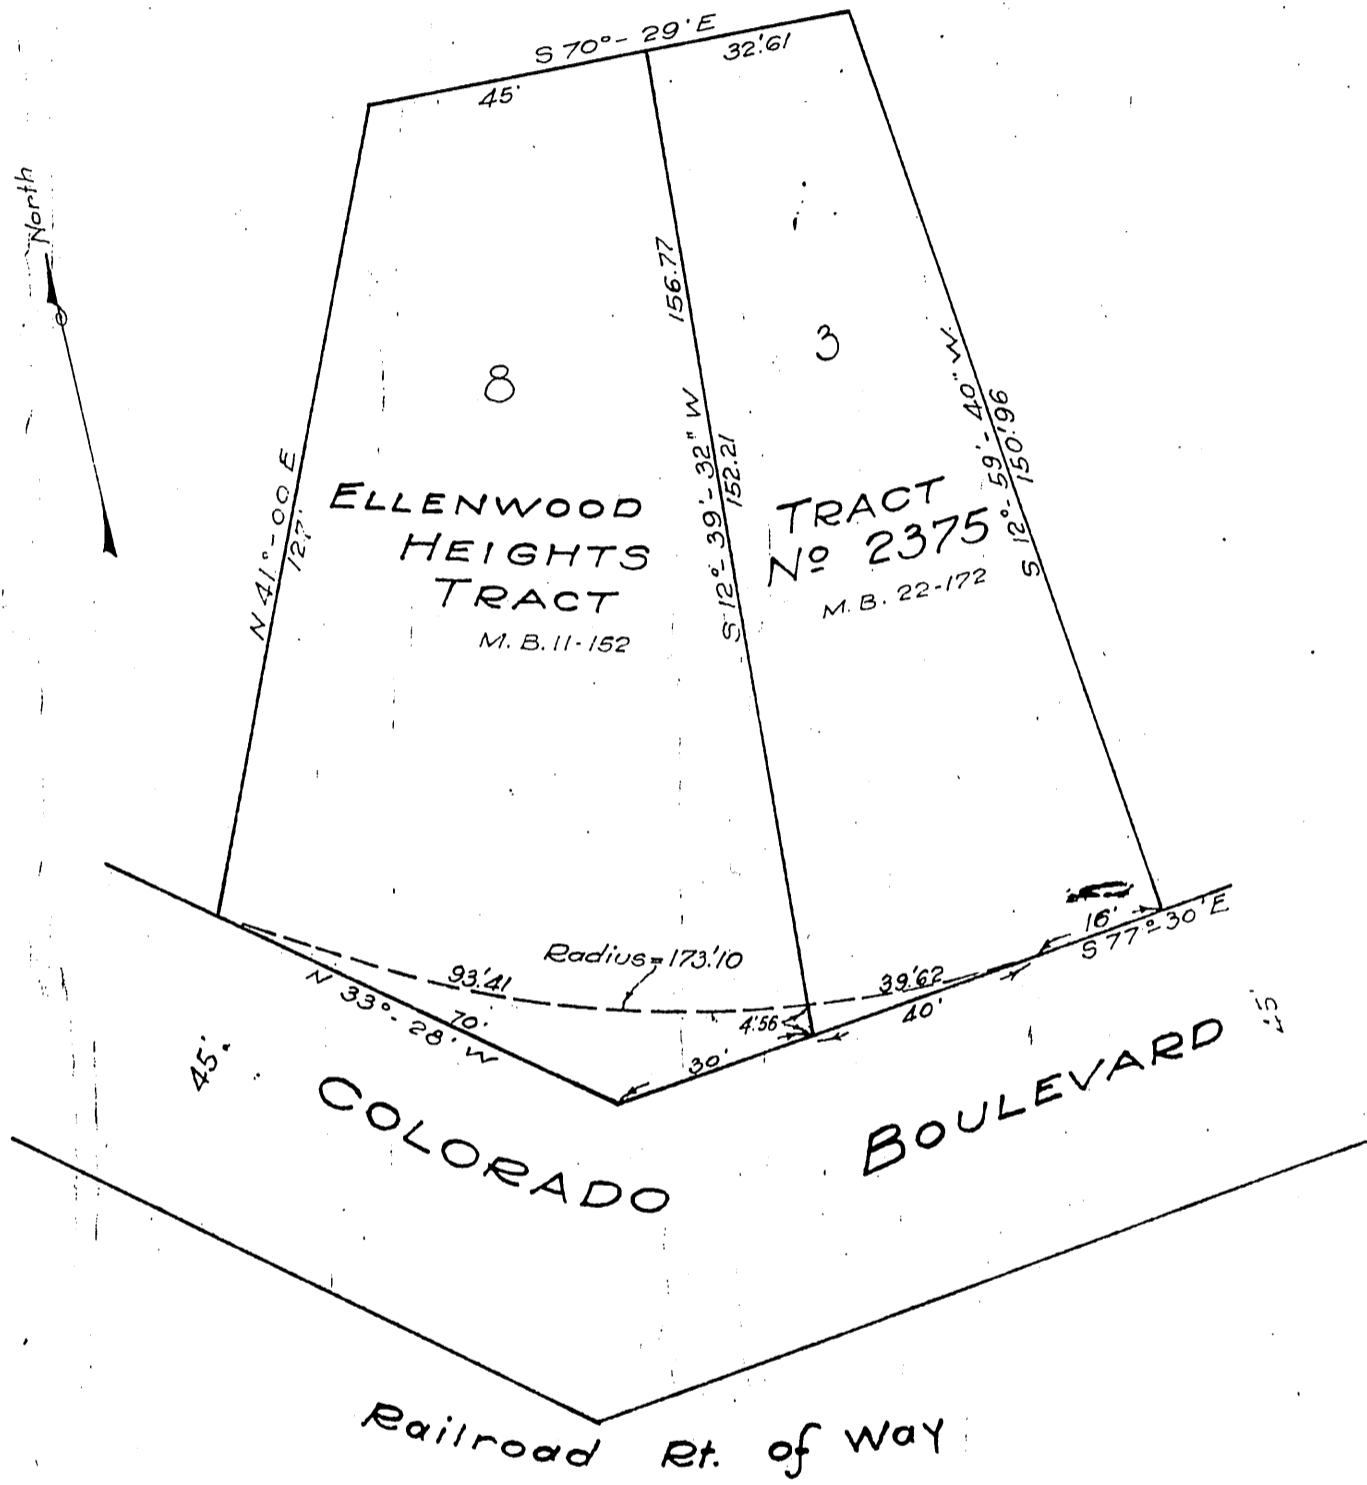 S 70°- 29' E
45'
32.'61
North
156.77
8
3
N 41°-00 E
127'
S 12°- 39'- 32" W
152.21
S 12°- 59'- 40" W.
150.'96
ELLENWOOD
HEIGHTS
TRACT
M. B. 11-152
TRACT
No 2375
M. B. 22-172
16'
S 77°-30' E
Radius = 173.'10
93.'41
39.'62
N 33°- 28' W
70'
4.'56
40'
30'
45'
45'
COLORADO
BOULEVARD
Railroad Rt. of Way